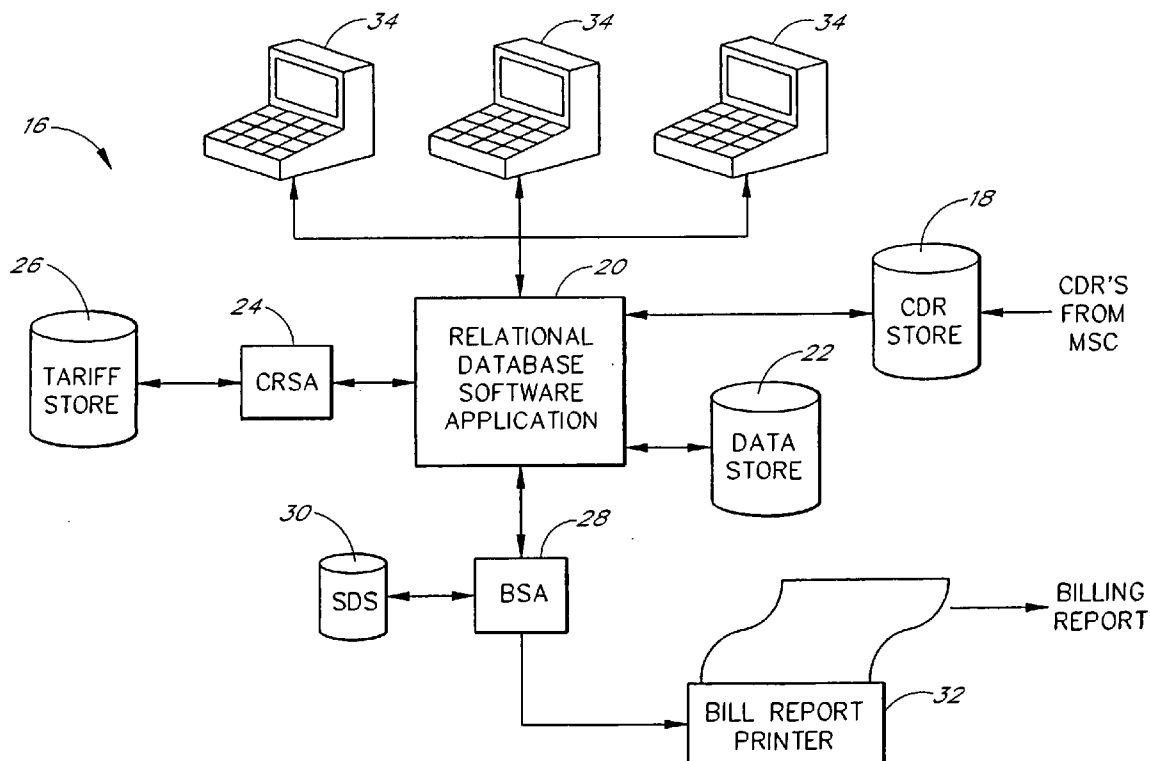 34
34
34
16
18
26
20
24
CDR
STORE
CDR'S
FROM
MSC
TARIFF
STORE
CRSA
RELATIONAL
DATABASE
SOFTWARE
APPLICATION
22
DATA
STORE
30
28
SDS
BSA
BILLING
REPORT
32
BILL REPORT
PRINTER